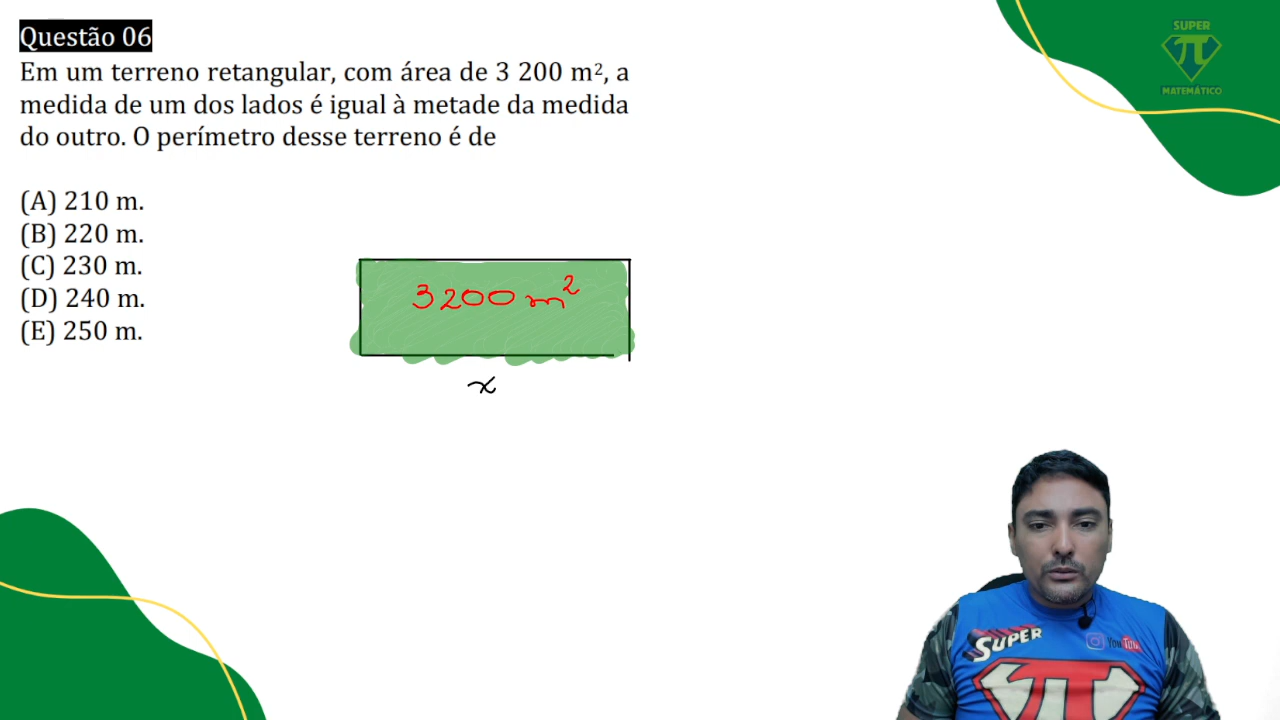 Questão 06
Em um terreno retangular, com área de 3 200 m², a
medida de um dos lados é igual à metade da medida
do outro. O perímetro desse terreno é de
(A) 210 m.
(B) 220 m.
(C) 230 m.
(D) 240 m.
(E) 250 m.
3200 m²
x
SUPER
π
MATEMÁTICO
SUPER
YouTube
π